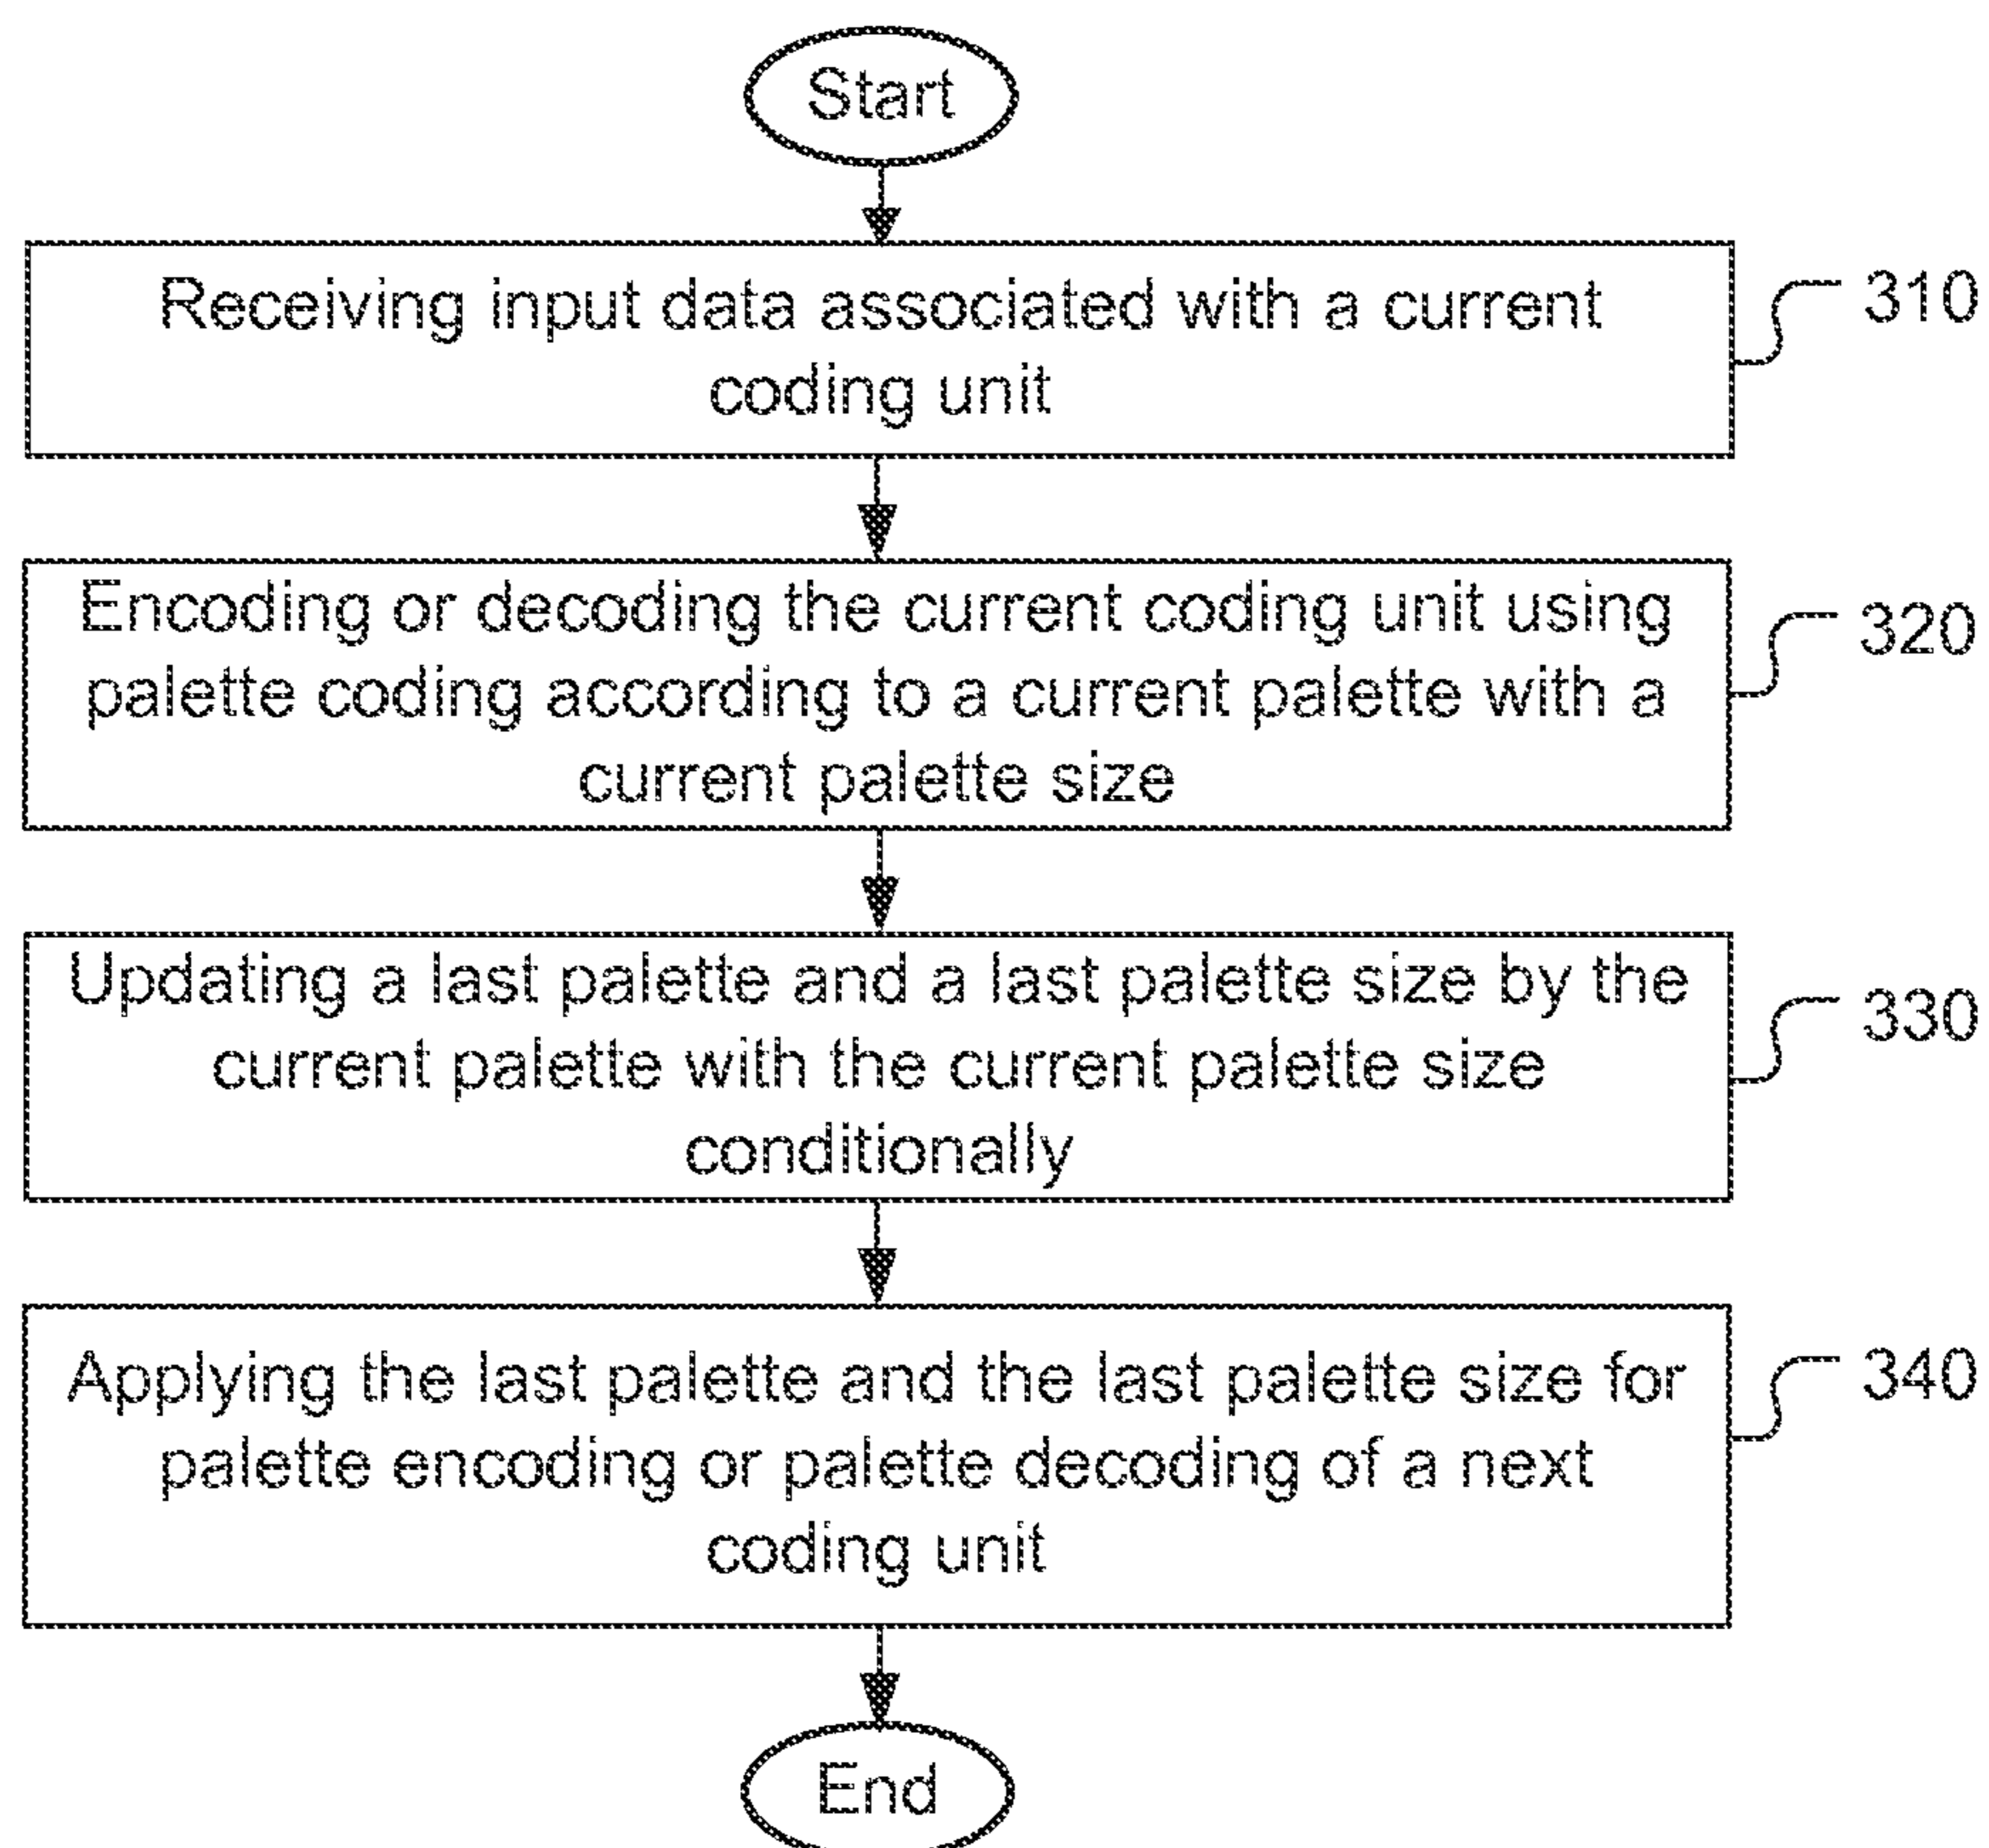 Start
Receiving input data associated with a current
coding unit
310
Encoding or decoding the current coding unit using
palette coding according to a current palette with a
current palette size
320
Updating a last palette and a last palette size by the
current palette with the current palette size
conditionally
330
Applying the last palette and the last palette size for
palette encoding or palette decoding of a next
coding unit
340
End